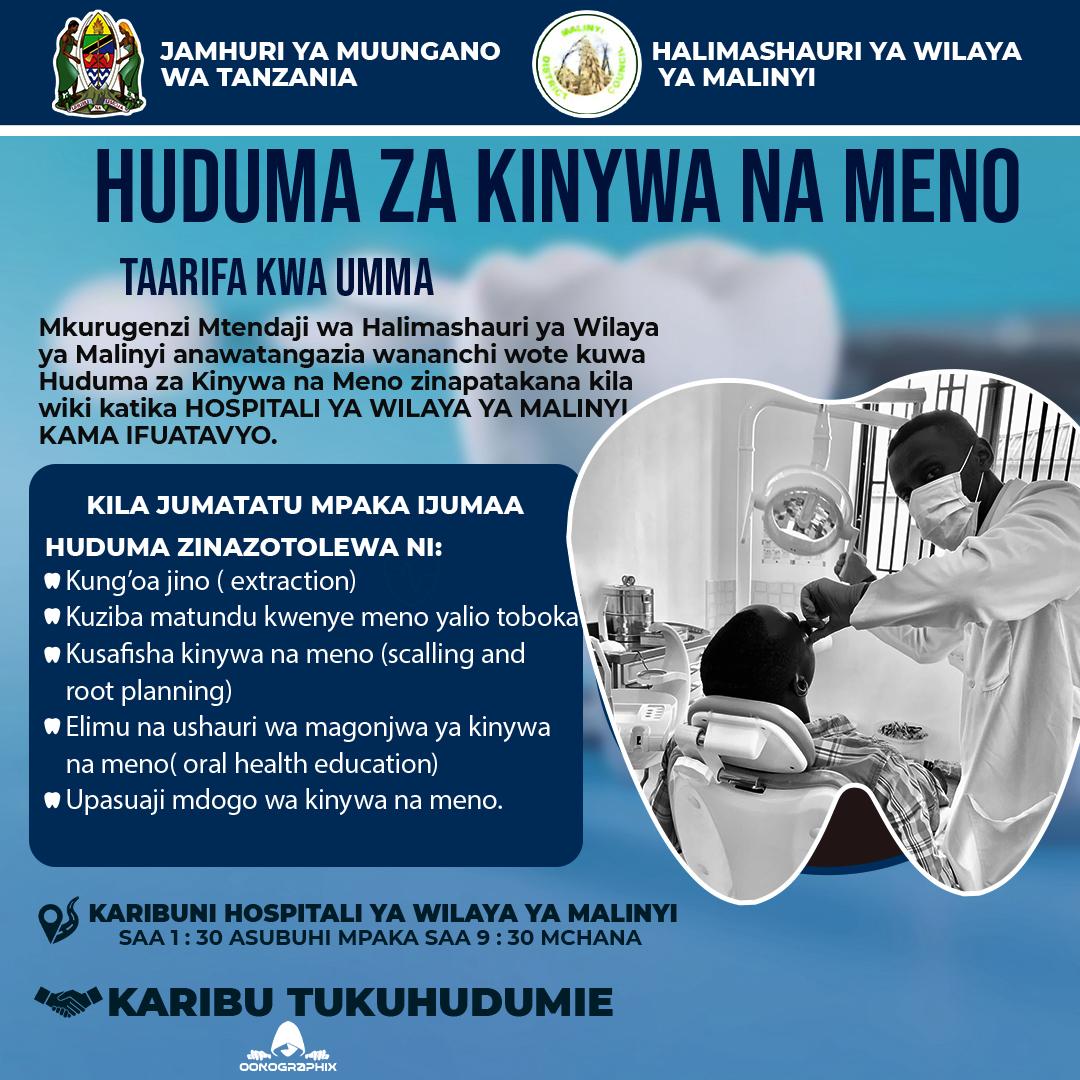 JAMHURI YA MUUNGANO
WA TANZANIA
MALINYI
DISTRICT COUNCIL
HALIMASHAURI YA WILAYA
YA MALINYI
HUDUMA ZA KINYWA NA MENO
TAARIFA KWA UMMA
Mkurugenzi Mtendaji wa Halimashauri ya Wilaya
ya Malinyi anawatangazia wananchi wote kuwa
Huduma za Kinywa na Meno zinapatakana kila
wiki katika HOSPITALI YA WILAYA YA MALINYI
KAMA IFUATAVYO.
KILA JUMATATU MPAKA IJUMAA
HUDUMA ZINAZOTOLEWA NI:
Kung’oa jino ( extraction)
Kuziba matundu kwenye meno yalio toboka
Kusafisha kinywa na meno (scalling and
root planning)
Elimu na ushauri wa magonjwa ya kinywa
na meno( oral health education)
Upasuaji mdogo wa kinywa na meno.
KARIBUNI HOSPITALI YA WILAYA YA MALINYI
SAA 1 : 30 ASUBUHI MPAKA SAA 9 : 30 MCHANA
KARIBU TUKUHUDUMIE
OONOGRAPHIX